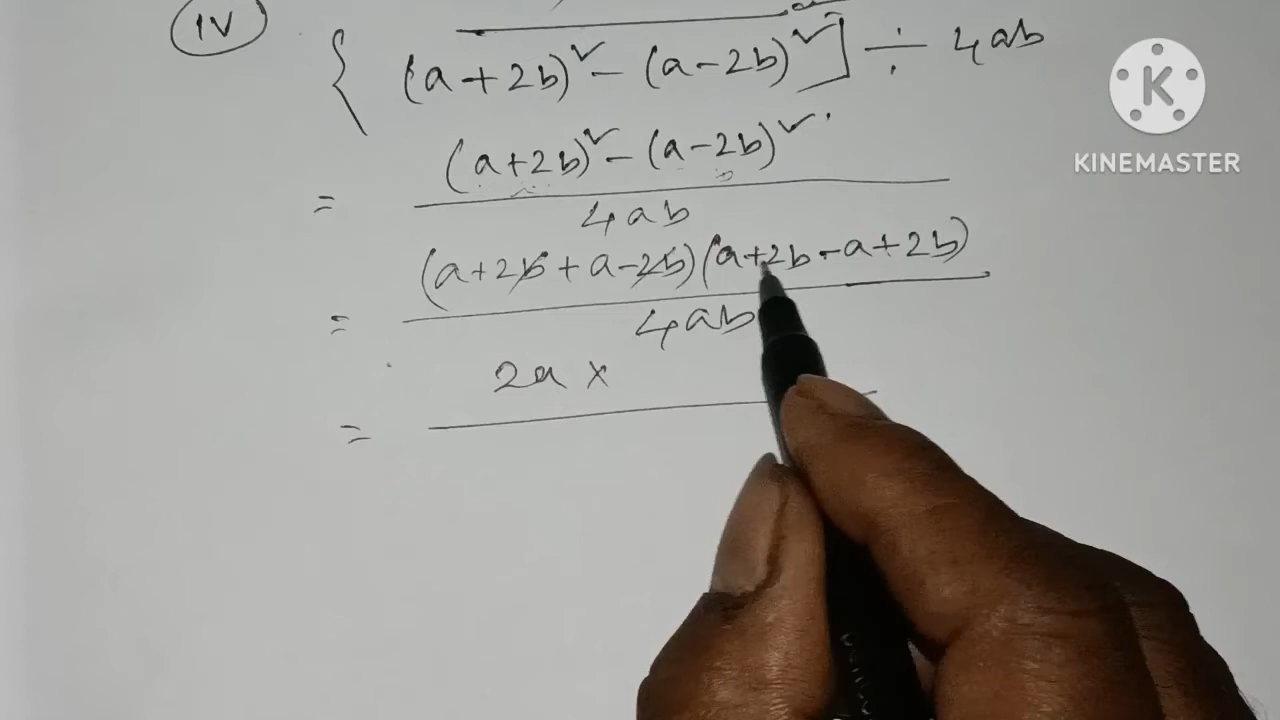 IV
{ (a+2b)² - (a-2b)² ] ÷ 4ab
K
KINEMASTER
= (a+2b)² - (a-2b)²
4ab
= (a+2b+a-2b)(a+2b-a+2b)
4ab
= 2a ×